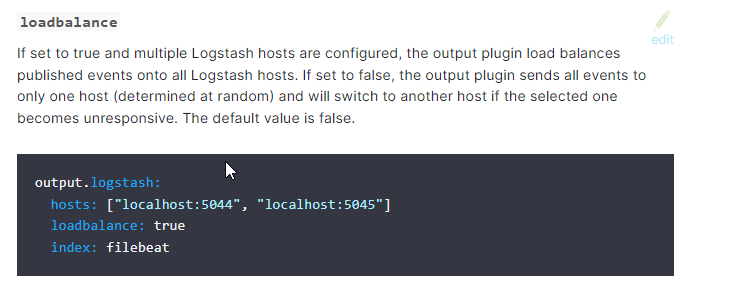 loadbalance
edit
If set to true and multiple Logstash hosts are configured, the output plugin load balances
published events onto all Logstash hosts. If set to false, the output plugin sends all events to
only one host (determined at random) and will switch to another host if the selected one
becomes unresponsive. The default value is false.
output.logstash:
  hosts: ["localhost:5044", "localhost:5045"]
  loadbalance: true
  index: filebeat